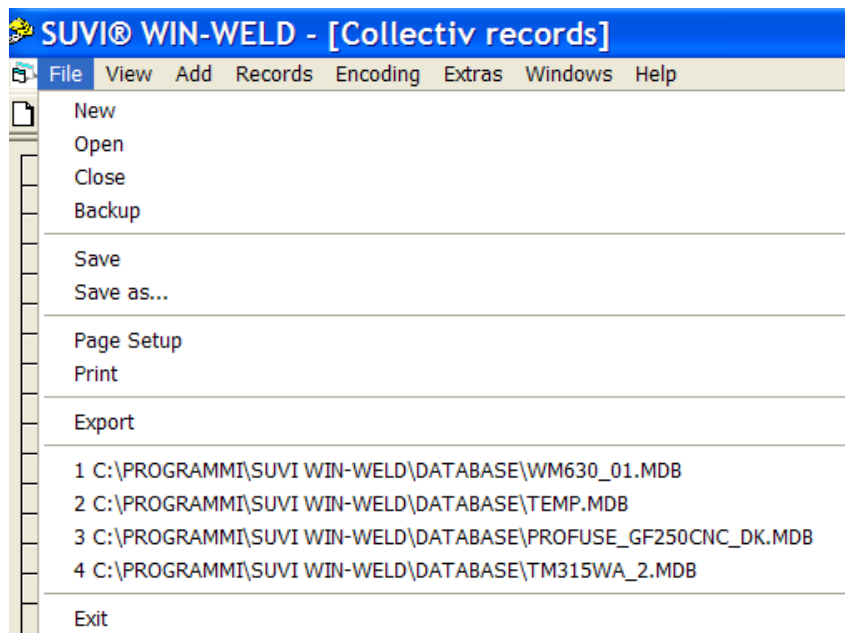 SUVI® WIN-WELD - [Collectiv records]
File View Add Records Encoding Extras Windows Help
New
Open
Close
Backup
Save
Save as...
Page Setup
Print
Export
1 C:\PROGRAMMI\SUVI WIN-WELD\DATABASE\WM630_01.MDB
2 C:\PROGRAMMI\SUVI WIN-WELD\DATABASE\TEMP.MDB
3 C:\PROGRAMMI\SUVI WIN-WELD\DATABASE\PROFUSE_GF250CNC_DK.MDB
4 C:\PROGRAMMI\SUVI WIN-WELD\DATABASE\TM315WA_2.MDB
Exit